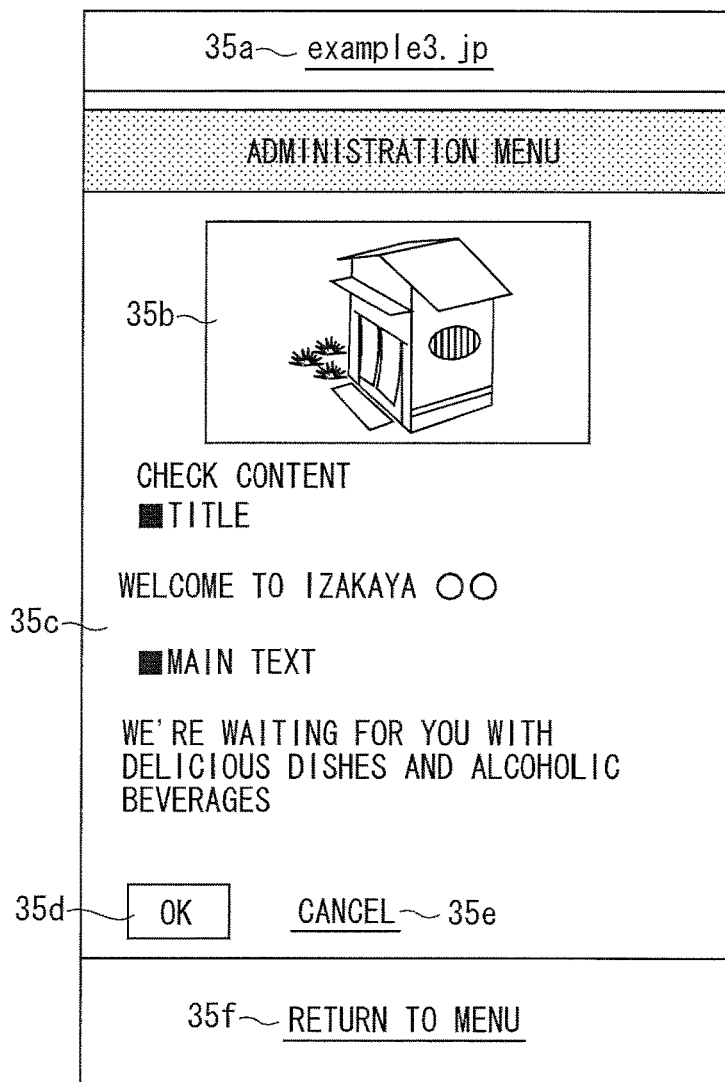 35a example3.jp
ADMINISTRATION MENU
35b
CHECK CONTENT
■TITLE
WELCOME TO IZAKAYA ○○
35c
■MAIN TEXT
WE'RE WAITING FOR YOU WITH
DELICIOUS DISHES AND ALCOHOLIC
BEVERAGES
35d OK CANCEL 35e
35f RETURN TO MENU